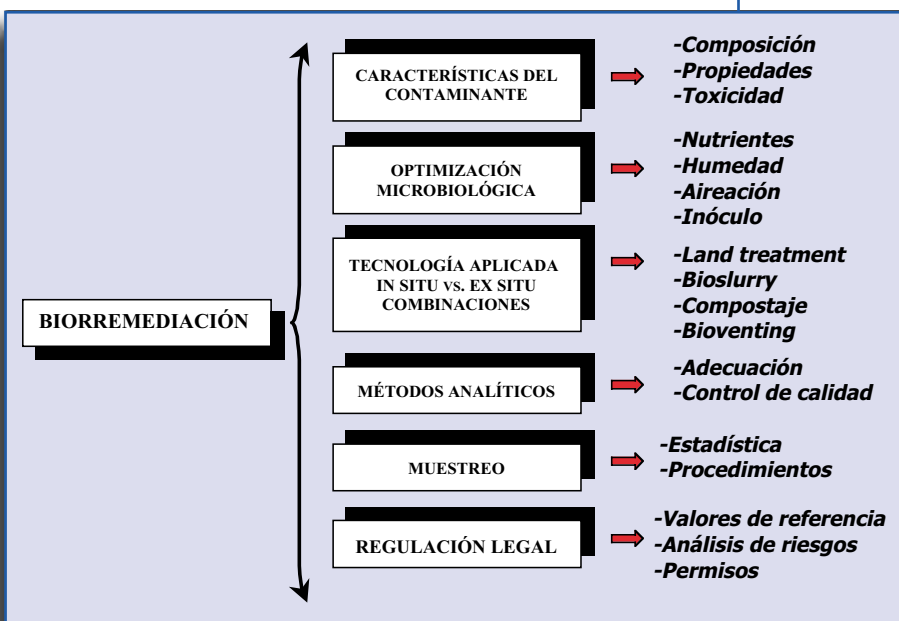 BIORREMEDIACIÓN
CARACTERÍSTICAS DEL
CONTAMINANTE
-Composición
-Propiedades
-Toxicidad
OPTIMIZACIÓN
MICROBIOLÓGICA
-Nutrientes
-Humedad
-Aireación
-Inóculo
TECNOLOGÍA APLICADA
IN SITU VS. EX SITU
COMBINACIONES
-Land treatment
-Bioslurry
-Compostaje
-Bioventing
MÉTODOS ANALÍTICOS
-Adecuación
-Control de calidad
MUESTREO
-Estadística
-Procedimientos
REGULACIÓN LEGAL
-Valores de referencia
-Análisis de riesgos
-Permisos